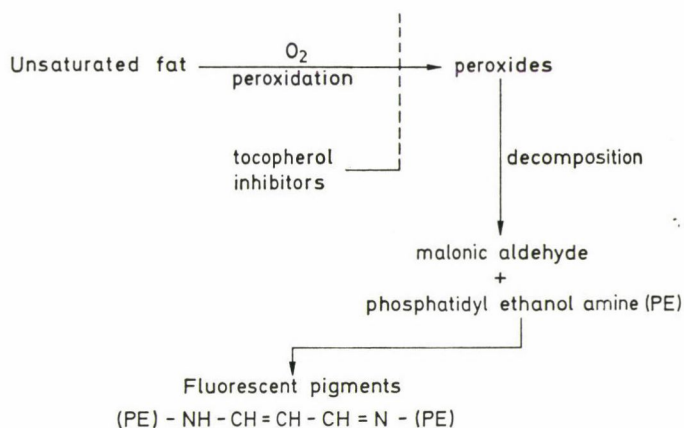 Unsaturated fat
O2
peroxidation
peroxides
tocopherol
inhibitors
decomposition
malonic aldehyde
+
phosphatidyl ethanol amine (PE)
Fluorescent pigments
(PE) - NH - CH = CH - CH = N - (PE)